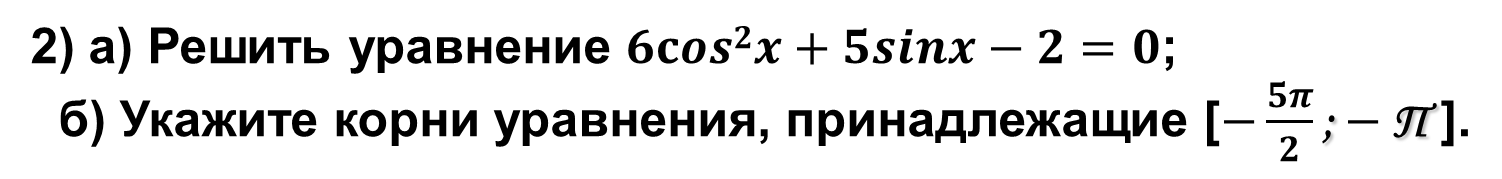 2) а) Решить уравнение 6cos²x + 5sinx − 2 = 0;
б) Укажите корни уравнения, принадлежащие [−5π/2 ; − π].